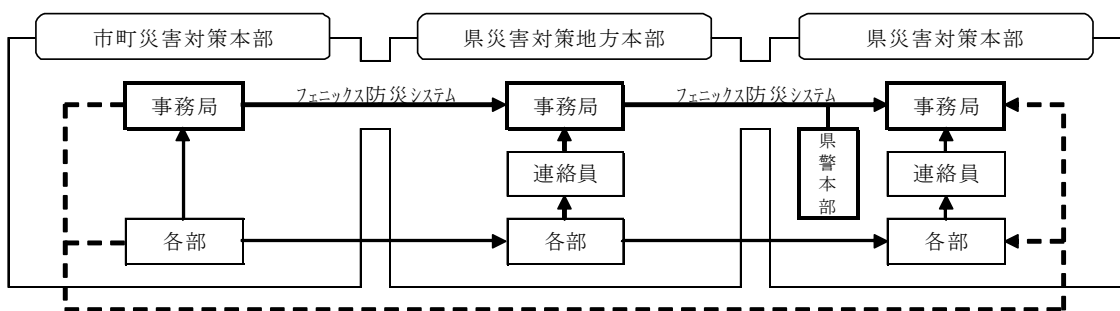 市町災害対策本部
県災害対策地方本部
県災害対策本部
事務局
フェニックス防災システム
事務局
フェニックス防災システム
事務局
県警本部
連絡員
連絡員
各部
各部
各部